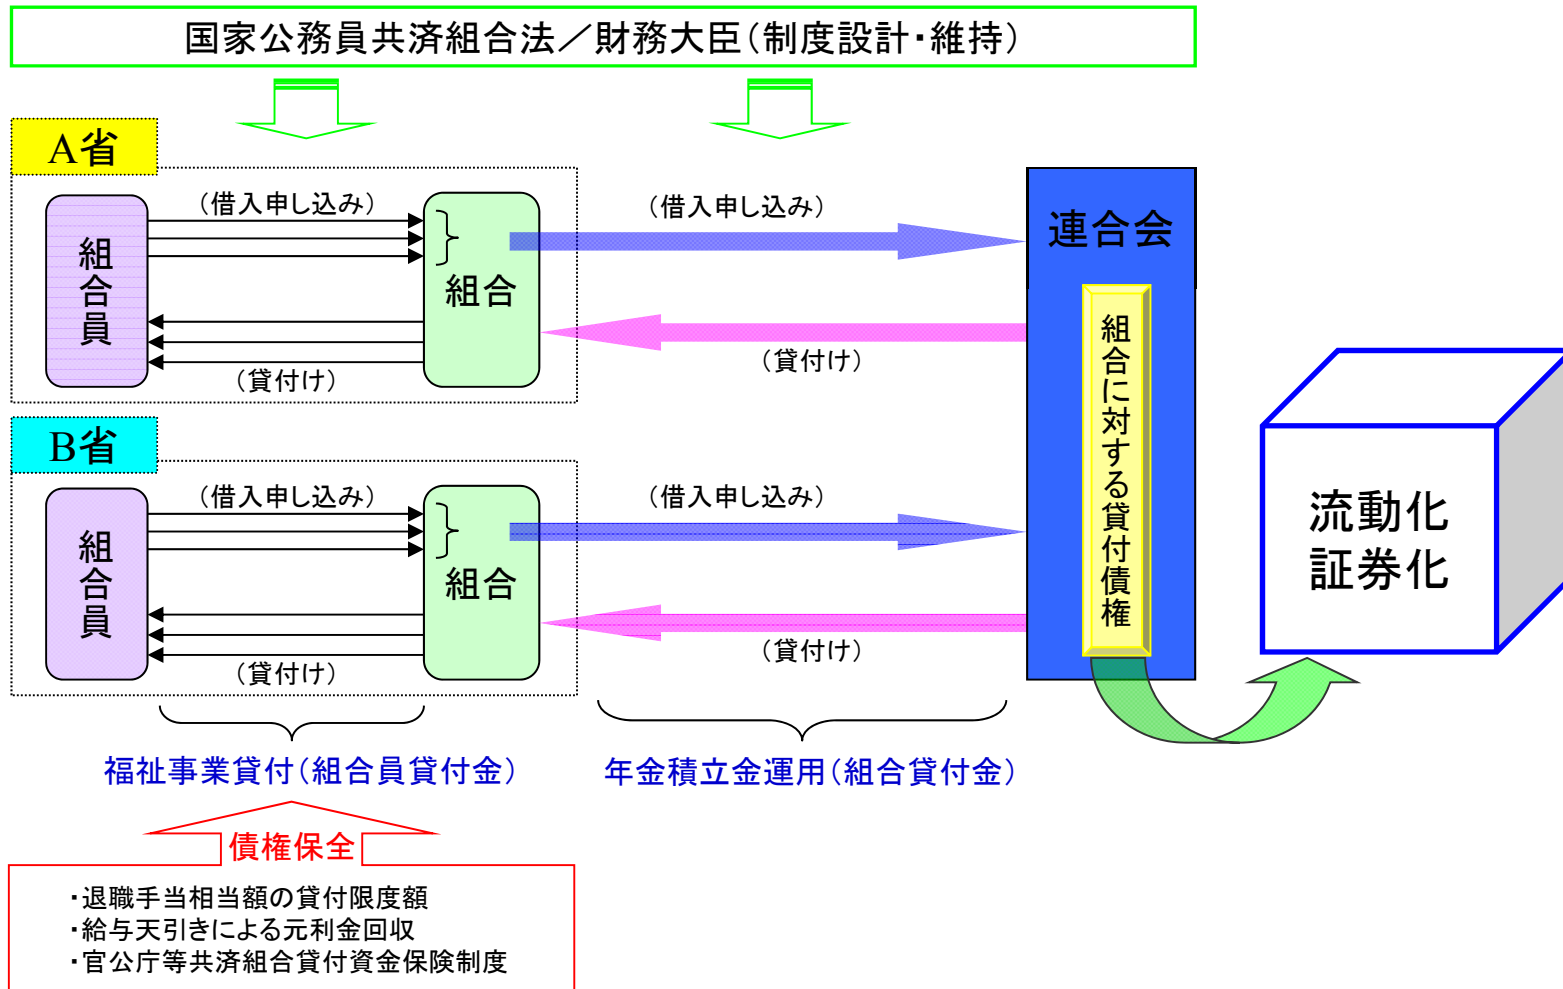 国家公務員共済組合法／財務大臣（制度設計・維持）
A省
組合員
（借入申し込み）
組合
（貸付け）
（借入申し込み）
（貸付け）
連合会
組合に対する貸付債権
B省
組合員
（借入申し込み）
組合
（貸付け）
（借入申し込み）
（貸付け）
流動化
証券化
福祉事業貸付（組合員貸付金）
年金積立金運用（組合貸付金）
債権保全
・退職手当相当額の貸付限度額
・給与天引きによる元利金回収
・官公庁等共済組合貸付資金保険制度